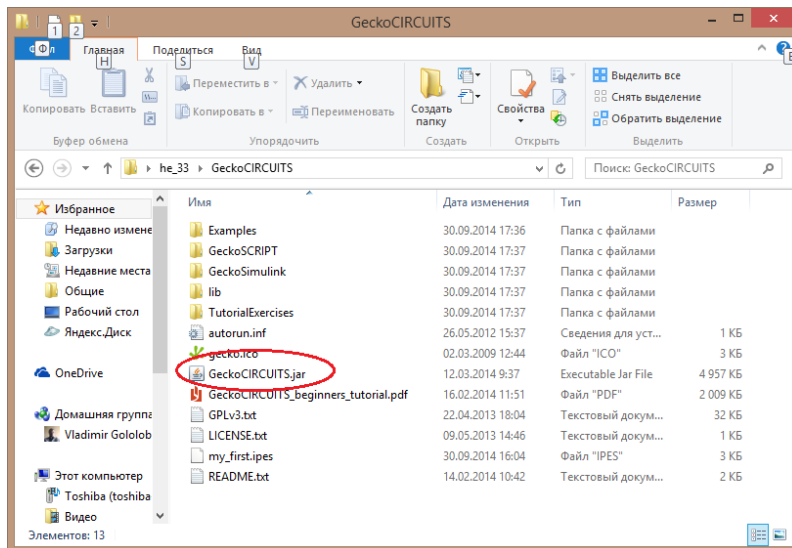 GeckoCIRCUITS
1 2
Ф Главная Поделиться Вид
H S V
Копировать Вставить
Переместить в Удалить
Копировать в Переименовать
Создать папку
Свойства
Выделить все
Снять выделение
Обратить выделение
Буфер обмена Упорядочить Создать Открыть Выделить
he_33 GeckoCIRCUITS Поиск: GeckoCIRCUITS
Имя Дата изменения Тип Размер
Избранное
Недавно измене
Загрузки
Недавние места
Общие
Рабочий стол
Яндекс.Диск
OneDrive
Домашняя группа
Vladimir Gololob
Этот компьютер
Toshiba (toshiba
Видео
Examples 30.09.2014 17:36 Папка с файлами
GeckoSCRIPT 30.09.2014 17:37 Папка с файлами
GeckoSimulink 30.09.2014 17:37 Папка с файлами
lib 30.09.2014 17:37 Папка с файлами
TutorialExercises 30.09.2014 17:37 Папка с файлами
autorun.inf 26.05.2012 15:37 Сведения для уст... 1 КБ
gecko.ico 02.03.2009 12:44 Файл "ICO" 3 КБ
GeckoCIRCUITS.jar 12.03.2014 9:37 Executable Jar File 4 957 КБ
GeckoCIRCUITS_beginners_tutorial.pdf 16.02.2014 11:51 Файл "PDF" 2 009 КБ
GPLv3.txt 22.04.2013 18:04 Текстовый докум... 32 КБ
LICENSE.txt 09.05.2013 14:46 Текстовый докум... 1 КБ
my_first.ipes 30.09.2014 16:04 Файл "IPES" 3 КБ
README.txt 14.02.2014 10:42 Текстовый докум... 2 КБ
Элементов: 13